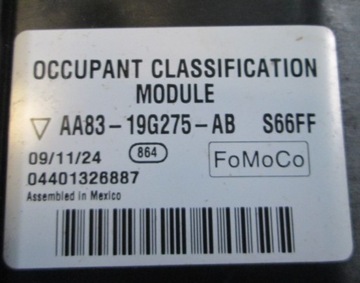 OCCUPANT CLASSIFICATION
MODULE
AA83-19G275-AB S66FF
09/11/24 864 FoMoCo
04401326887
Assembled in Mexico